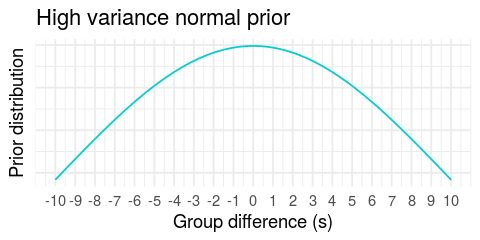 High variance normal prior
Prior distribution
-10 -9 -8 -7 -6 -5 -4 -3 -2 -1 0 1 2 3 4 5 6 7 8 9 10
Group difference (s)